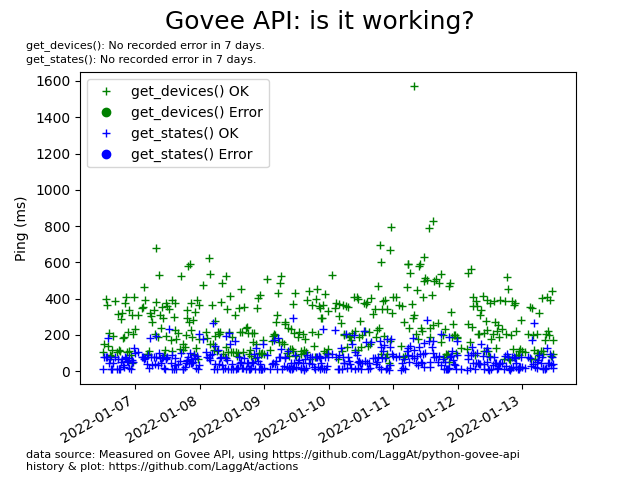 Govee API: is it working?
get_devices(): No recorded error in 7 days.
get_states(): No recorded error in 7 days.
1600
1400
1200
1000
800
600
400
200
0
Ping (ms)
get_devices() OK
get_devices() Error
get_states() OK
get_states() Error
2022-01-07
2022-01-08
2022-01-09
2022-01-10
2022-01-11
2022-01-12
2022-01-13
data source: Measured on Govee API, using https://github.com/LaggAt/python-govee-api
history & plot: https://github.com/LaggAt/actions